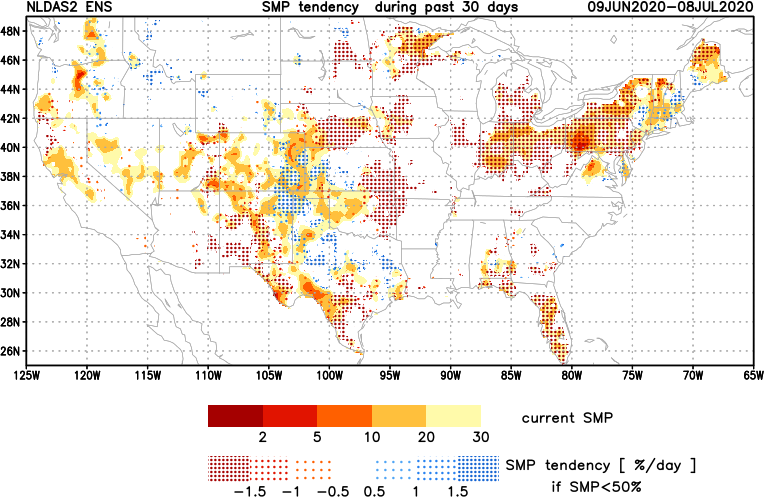 NLDAS2 ENS SMP tendency during past 30 days 09JUN2020−08JUL2020
48N
46N
44N
42N
40N
38N
36N
34N
32N
30N
28N
26N
125W 120W 115W 110W 105W 100W 95W 90W 85W 80W 75W 70W 65W
current SMP
2 5 10 20 30
SMP tendency [ %/day ]
−1.5 −1 −0.5 0.5 1 1.5
if SMP<50%